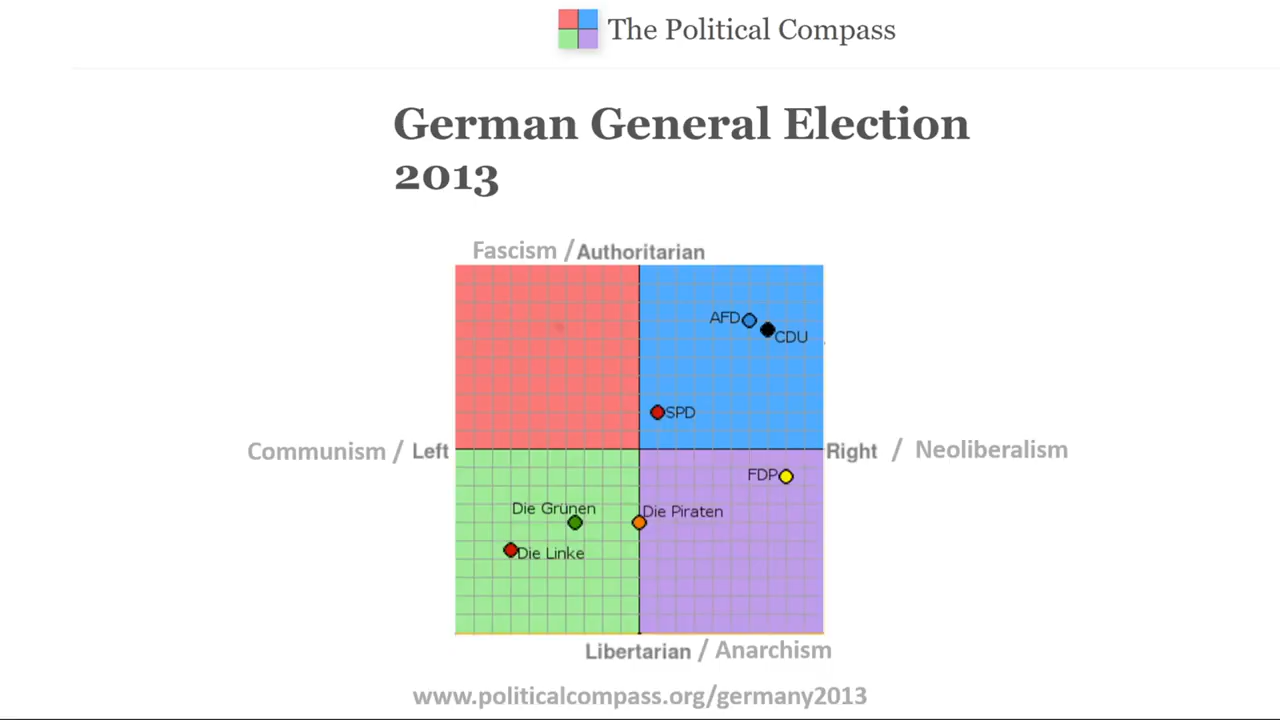 The Political Compass
German General Election
2013
Fascism / Authoritarian
AFD
CDU
SPD
Communism / Left
Right / Neoliberalism
FDP
Die Grünen
Die Piraten
Die Linke
Libertarian / Anarchism
www.politicalcompass.org/germany2013